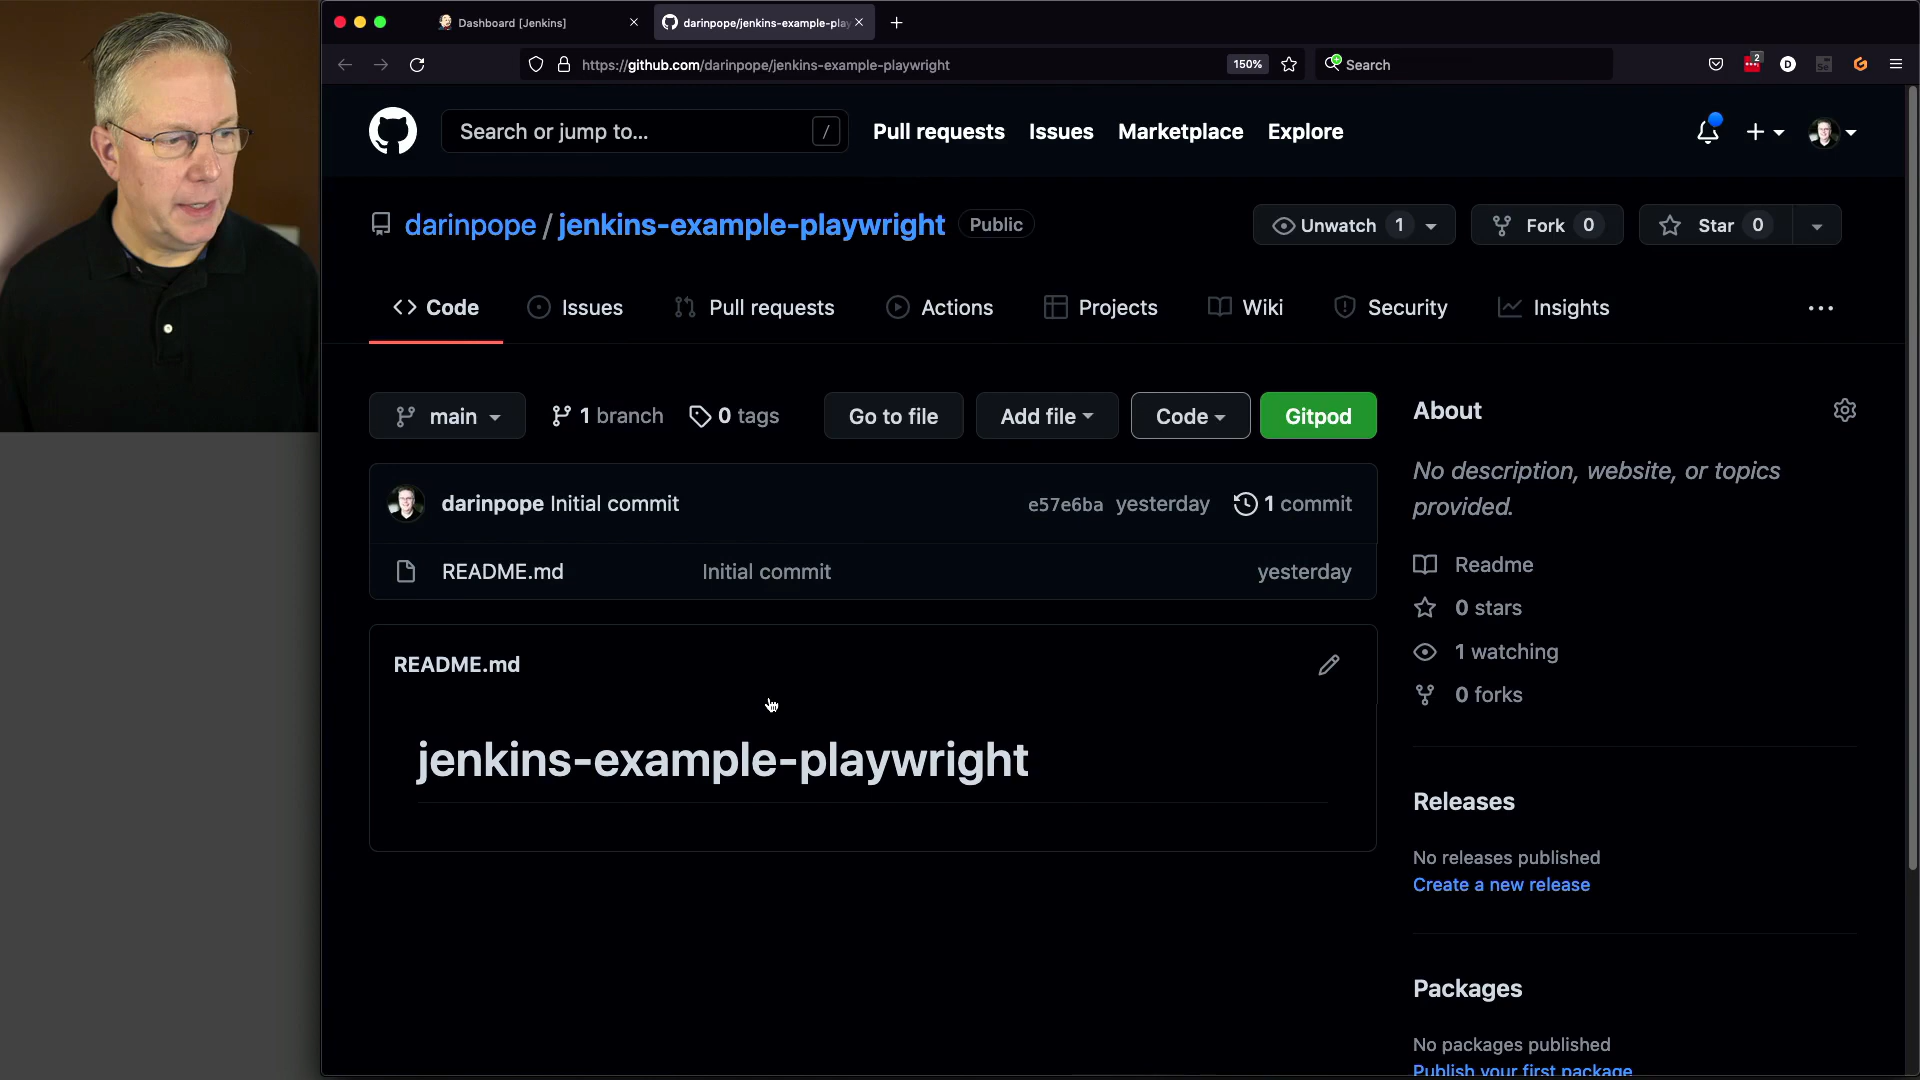 Dashboard [Jenkins]
darinpope/jenkins-example-play
https://github.com/darinpope/jenkins-example-playwright
150%
Search
2
D
Search or jump to...
/
Pull requests
Issues
Marketplace
Explore
darinpope / jenkins-example-playwright
Public
Unwatch 1
Fork 0
Star 0
Code
Issues
Pull requests
Actions
Projects
Wiki
Security
Insights
main
1 branch
0 tags
Go to file
Add file
Code
Gitpod
darinpope Initial commit
e57e6ba yesterday
1 commit
README.md
Initial commit
yesterday
README.md
jenkins-example-playwright
About
No description, website, or topics
provided.
Readme
0 stars
1 watching
0 forks
Releases
No releases published
Create a new release
Packages
No packages published
Publish your first package